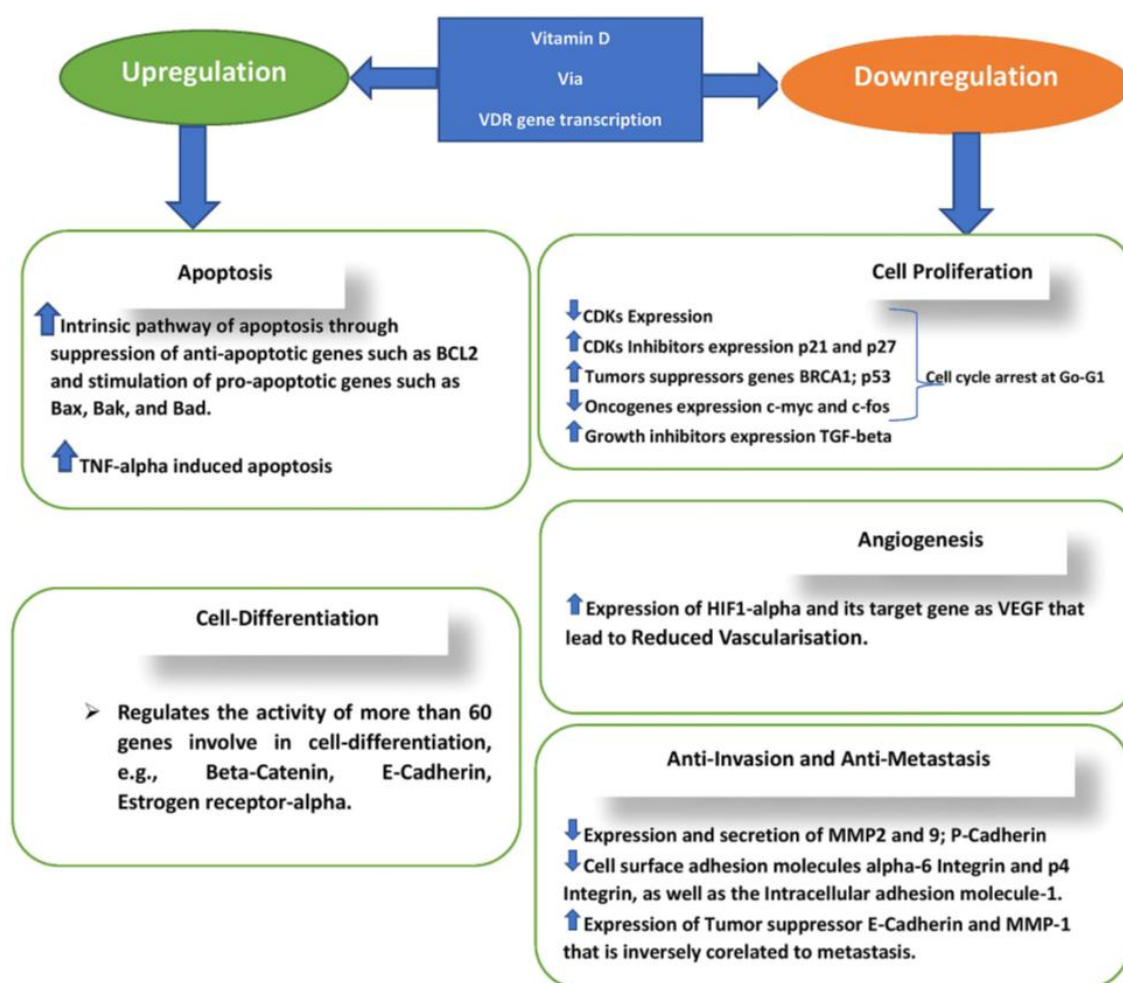 Upregulation
Vitamin D
Via
VDR gene transcription
Downregulation
Apoptosis
Intrinsic pathway of apoptosis through
suppression of anti-apoptotic genes such as BCL2
and stimulation of pro-apoptotic genes such as
Bax, Bak, and Bad.
TNF-alpha induced apoptosis
Cell-Differentiation
➢ Regulates the activity of more than 60
genes involve in cell-differentiation,
e.g., Beta-Catenin, E-Cadherin,
Estrogen receptor-alpha.
Cell Proliferation
CDKs Expression
CDKs Inhibitors expression p21 and p27
Tumors suppressors genes BRCA1; p53
Oncogenes expression c-myc and c-fos
Growth inhibitors expression TGF-beta
Cell cycle arrest at Go-G1
Angiogenesis
Expression of HIF1-alpha and its target gene as VEGF that
lead to Reduced Vascularisation.
Anti-Invasion and Anti-Metastasis
Expression and secretion of MMP2 and 9; P-Cadherin
Cell surface adhesion molecules alpha-6 Integrin and p4
Integrin, as well as the Intracellular adhesion molecule-1.
Expression of Tumor suppressor E-Cadherin and MMP-1
that is inversely corelated to metastasis.